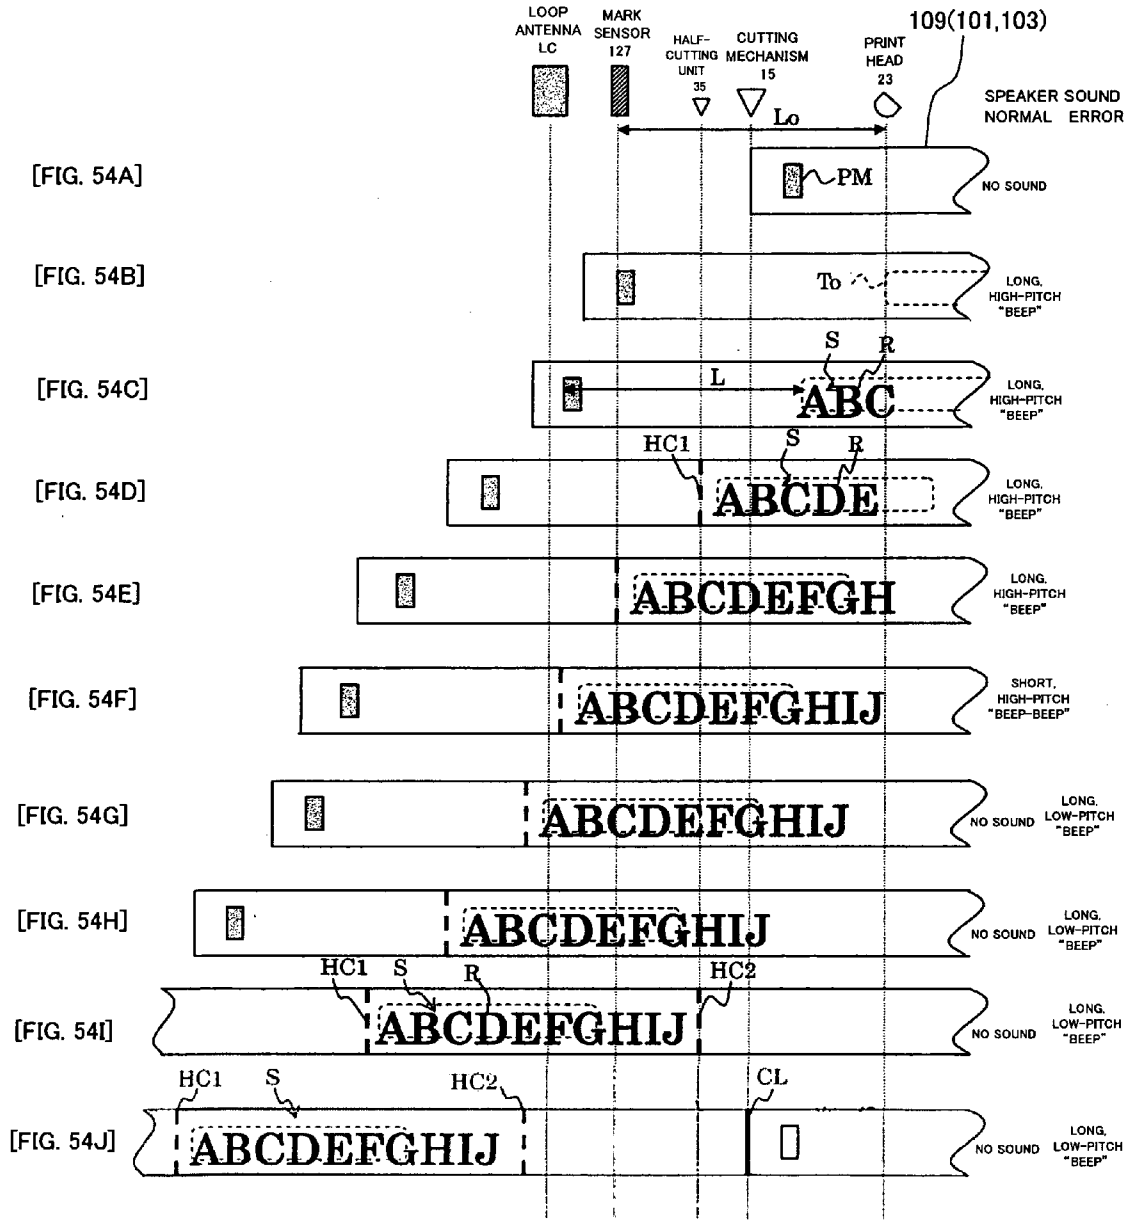 LOOP
ANTENNA
LC
MARK
SENSOR
127
HALF-
CUTTING
UNIT
35
CUTTING
MECHANISM
15
PRINT
HEAD
23
109(101,103)
SPEAKER SOUND
NORMAL ERROR
Lo
[FIG. 54A]
PM
NO SOUND
[FIG. 54B]
To
LONG,
HIGH-PITCH
"BEEP"
[FIG. 54C]
L
S
R
ABC
LONG,
HIGH-PITCH
"BEEP"
[FIG. 54D]
HC1
S
R
ABCDE
LONG,
HIGH-PITCH
"BEEP"
[FIG. 54E]
ABCDEFGH
LONG,
HIGH-PITCH
"BEEP"
[FIG. 54F]
ABCDEFGHIJ
SHORT,
HIGH-PITCH
"BEEP-BEEP"
[FIG. 54G]
ABCDEFGHIJ
NO SOUND
LONG,
LOW-PITCH
"BEEP"
[FIG. 54H]
ABCDEFGHIJ
NO SOUND
LONG,
LOW-PITCH
"BEEP"
[FIG. 54I]
HC1
S
R
HC2
ABCDEFGHIJ
NO SOUND
LONG,
LOW-PITCH
"BEEP"
[FIG. 54J]
HC1
S
HC2
CL
ABCDEFGHIJ
NO SOUND
LONG,
LOW-PITCH
"BEEP"